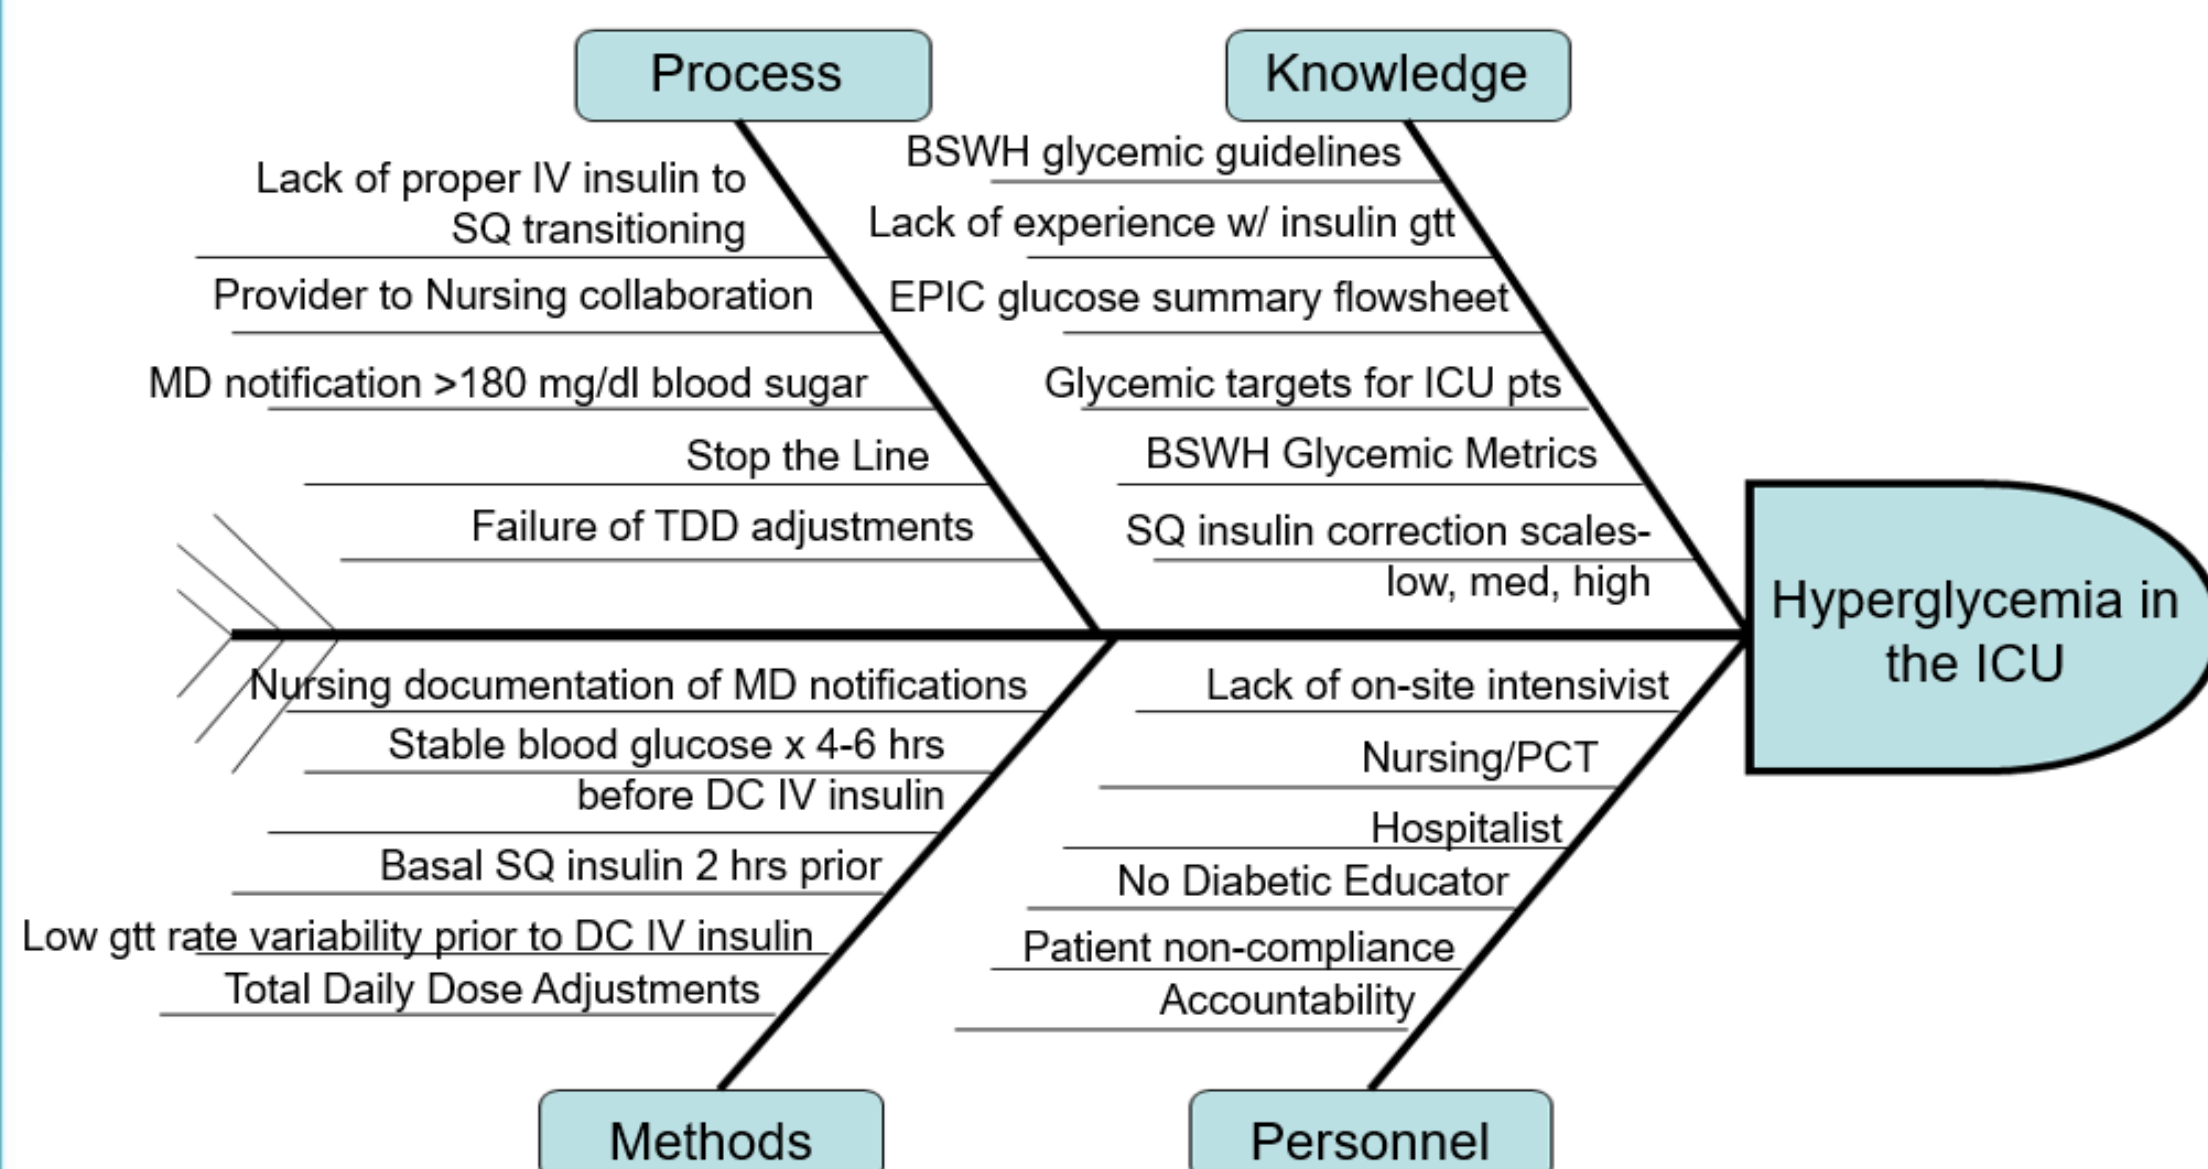 Process
Lack of proper IV insulin to
SQ transitioning
Provider to Nursing collaboration
MD notification >180 mg/dl blood sugar
Stop the Line
Failure of TDD adjustments
Knowledge
BSWH glycemic guidelines
Lack of experience w/ insulin gtt
EPIC glucose summary flowsheet
Glycemic targets for ICU pts
BSWH Glycemic Metrics
SQ insulin correction scales-
low, med, high
Hyperglycemia in
the ICU
Nursing documentation of MD notifications
Stable blood glucose x 4-6 hrs
before DC IV insulin
Basal SQ insulin 2 hrs prior
Low gtt rate variability prior to DC IV insulin
Total Daily Dose Adjustments
Methods
Lack of on-site intensivist
Nursing/PCT
Hospitalist
No Diabetic Educator
Patient non-compliance
Accountability
Personnel